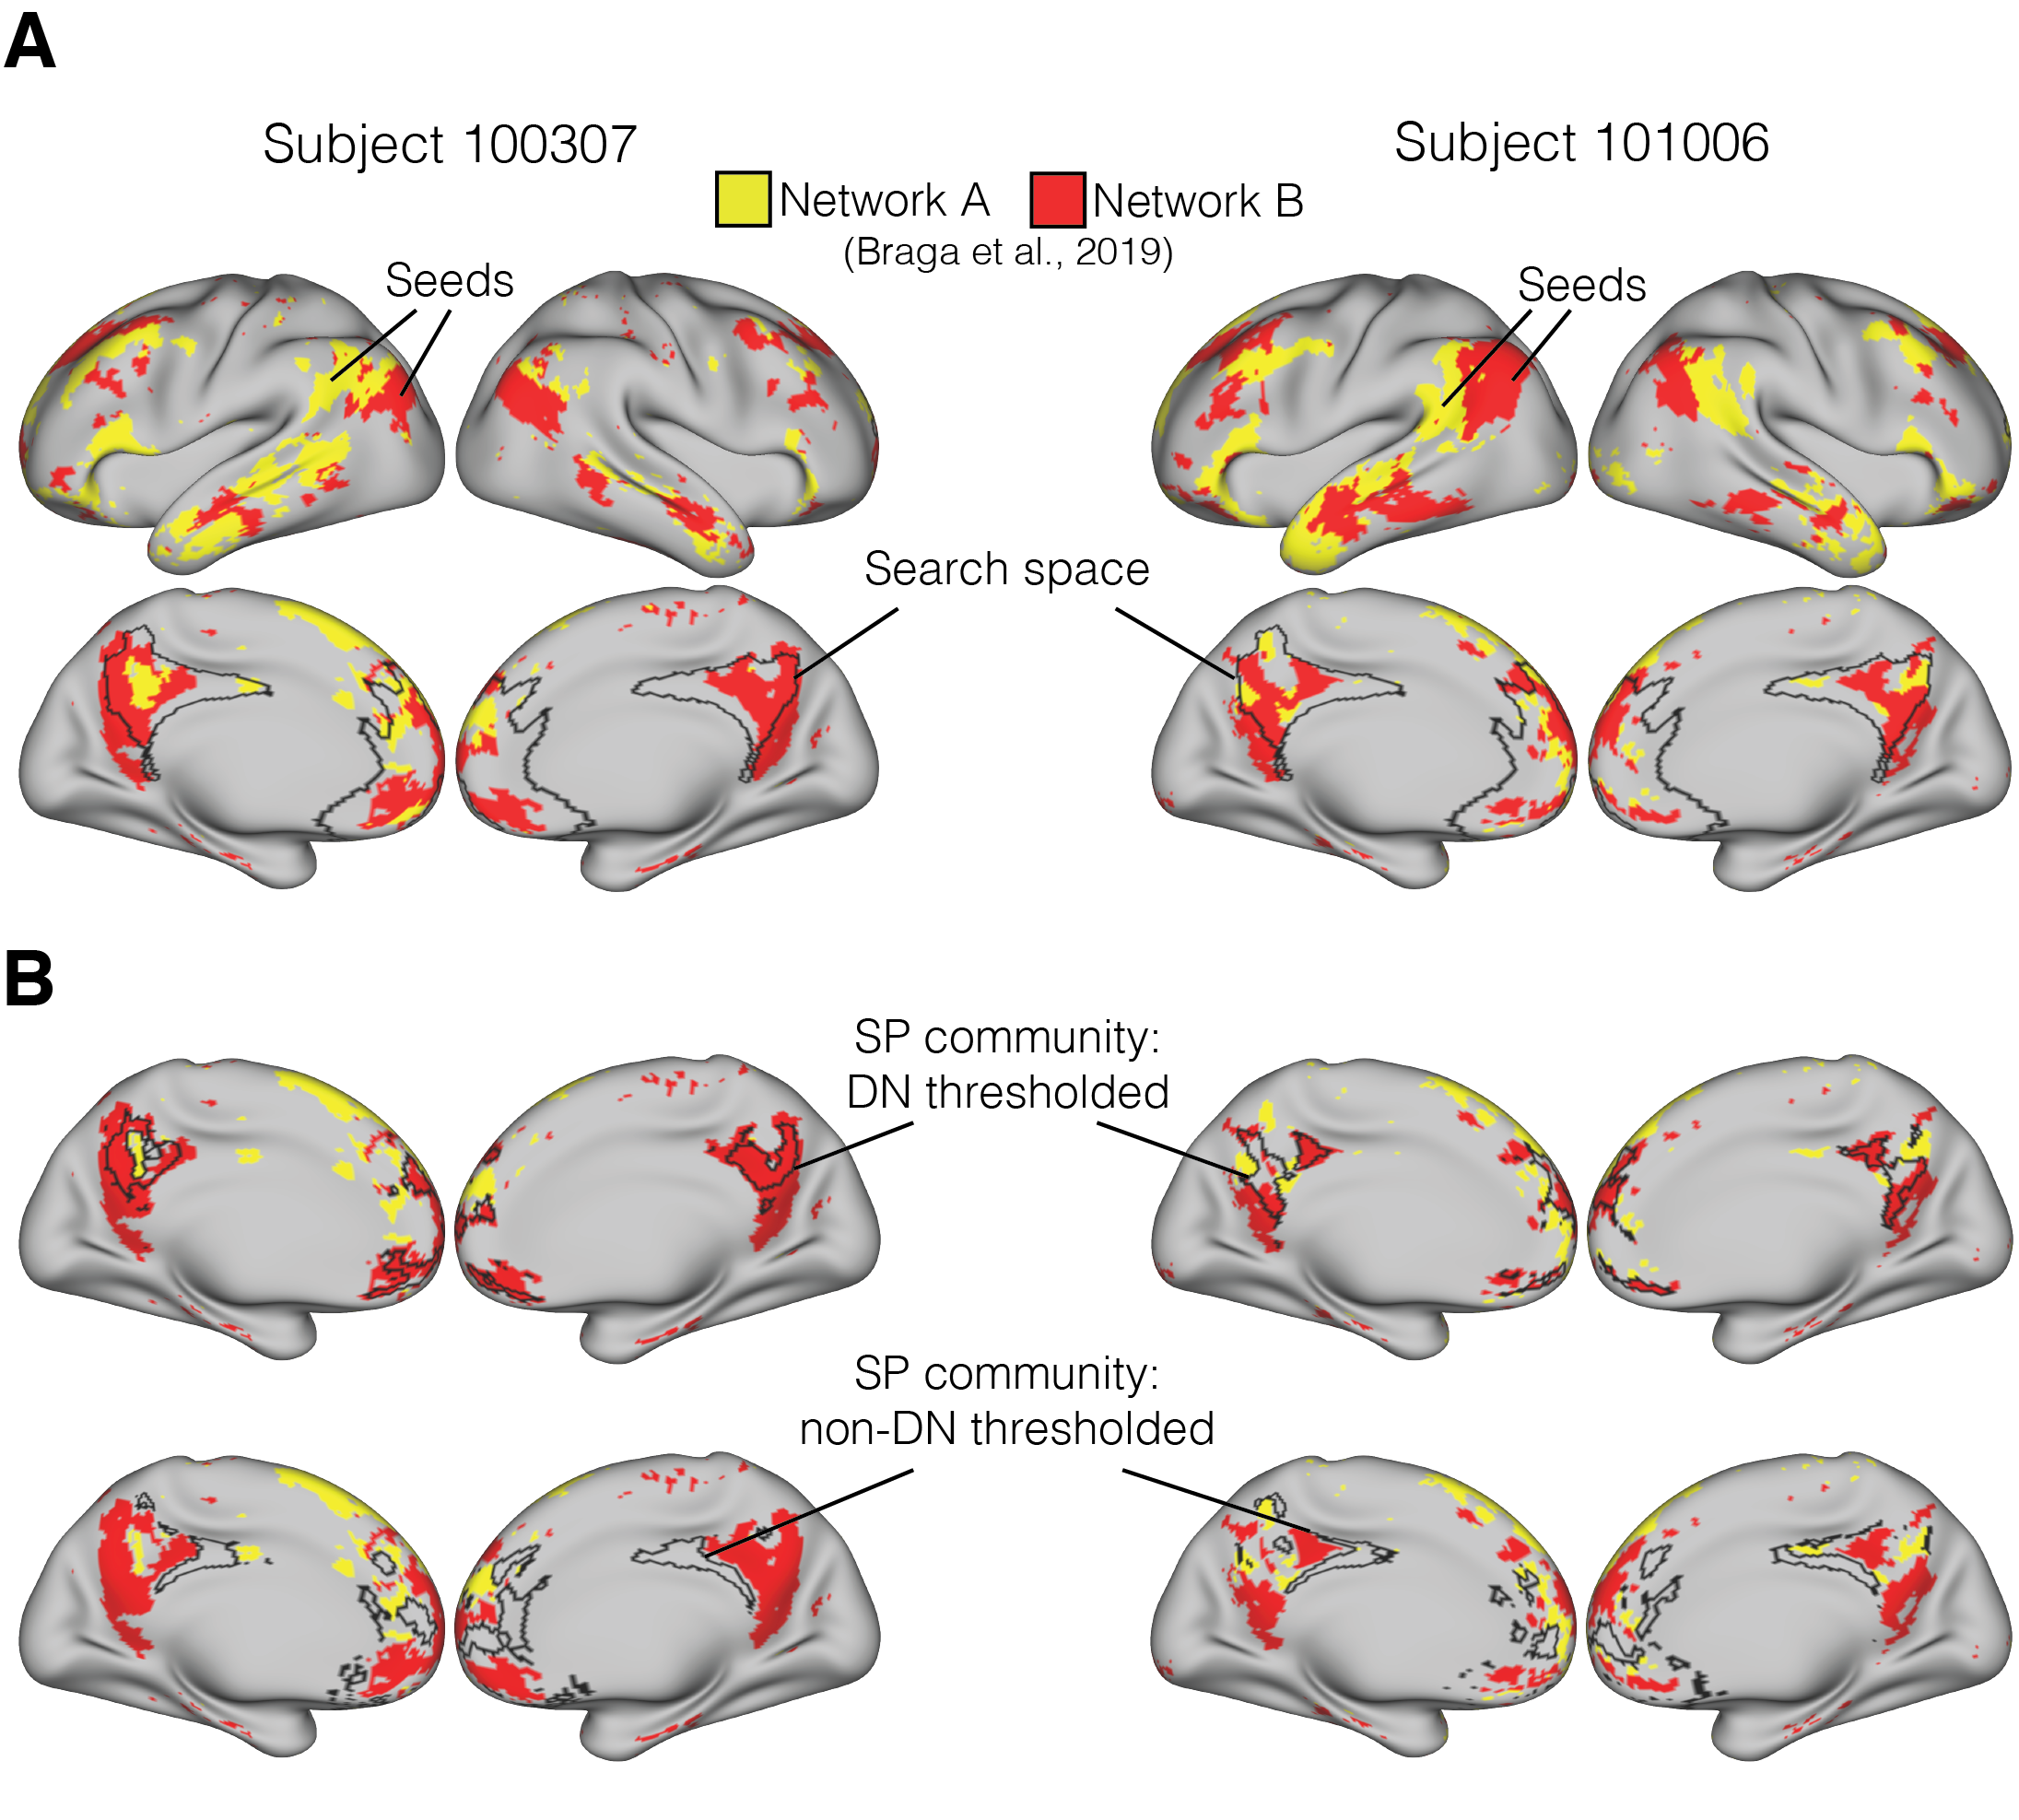 A
Subject 100307
Subject 101006
Network A
Network B
(Braga et al., 2019)
Seeds
Seeds
Search space
B
SP community:
DN thresholded
SP community:
non-DN thresholded